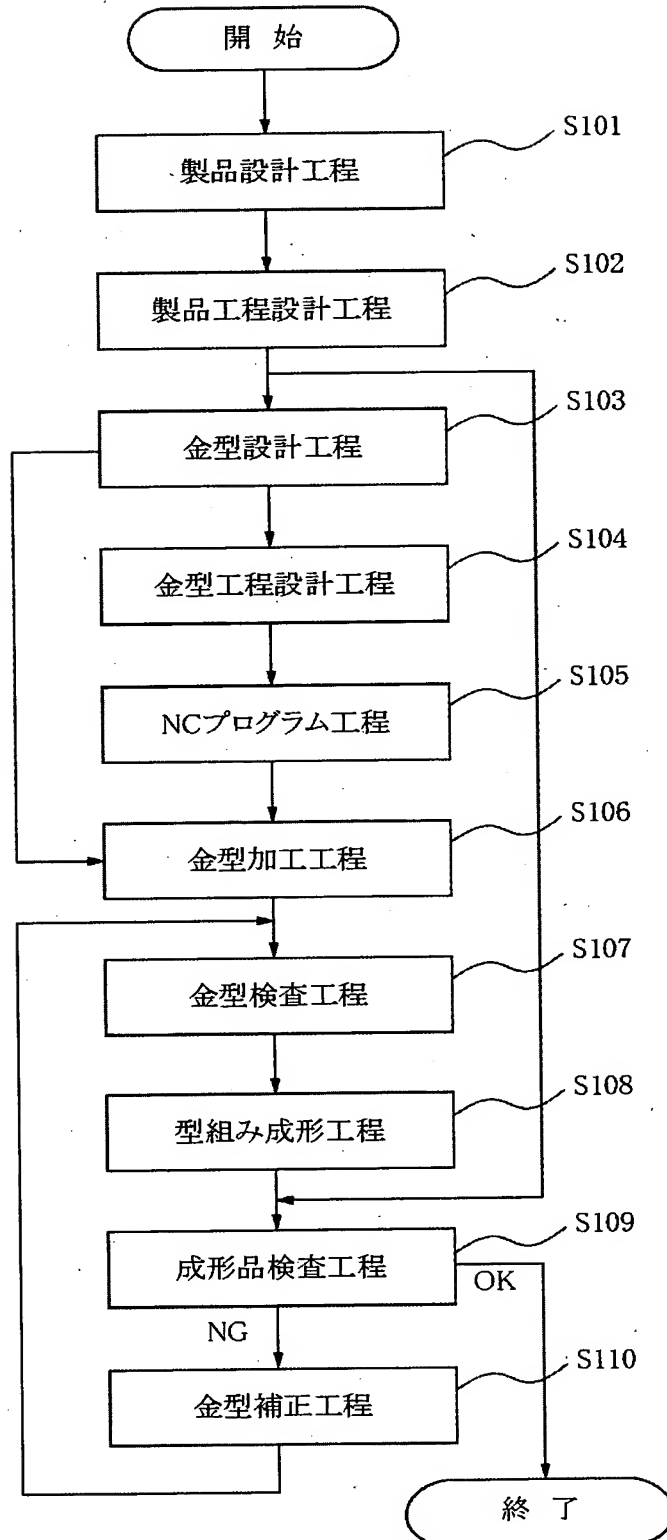 開 始
S101
製品設計工程
S102
製品工程設計工程
S103
金型設計工程
S104
金型工程設計工程
S105
NCプログラム工程
S106
金型加工工程
S107
金型検査工程
S108
型組み成形工程
S109
成形品検査工程
OK
NG
S110
金型補正工程
終 了